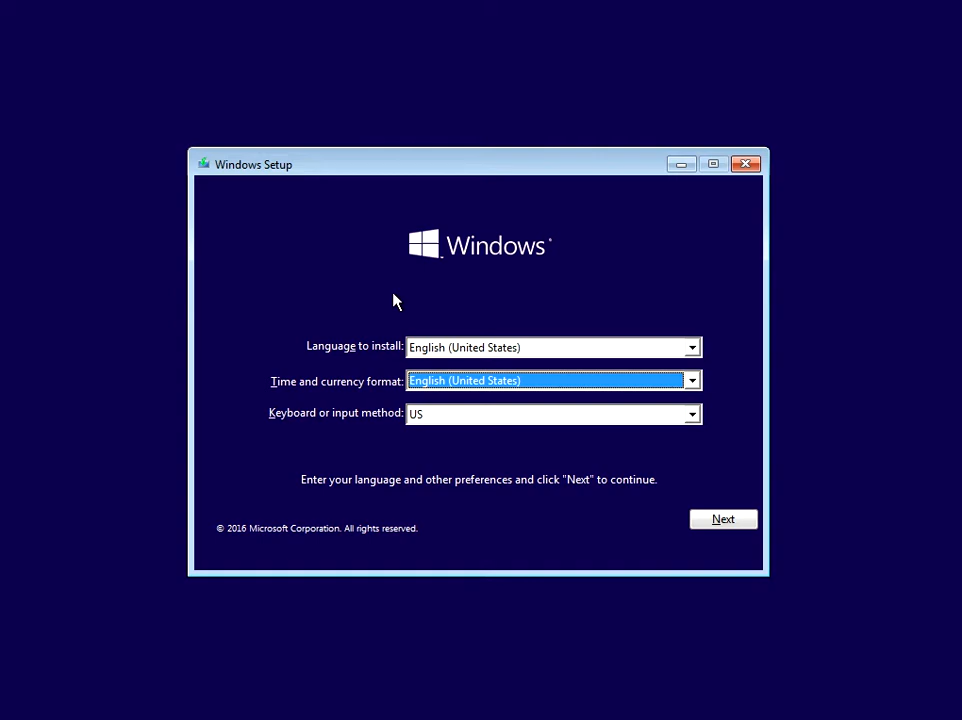 Windows Setup
Windows
Language to install: English (United States)
Time and currency format: English (United States)
Keyboard or input method: US
Enter your language and other preferences and click "Next" to continue.
Next
© 2016 Microsoft Corporation. All rights reserved.